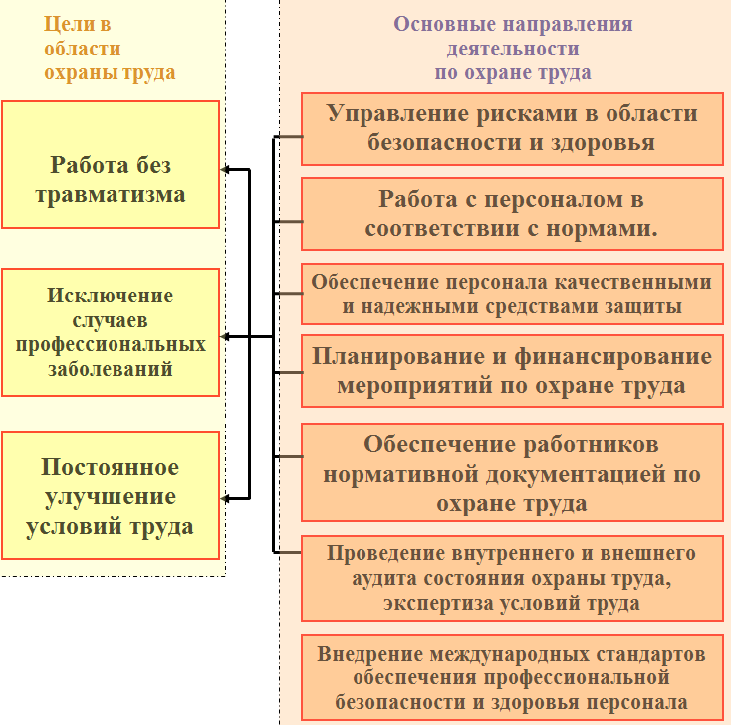 Цели в
области
охраны труда
Работа без
травматизма
Исключение
случаев
профессиональных
заболеваний
Постоянное
улучшение
условий труда
Основные направления
деятельности
по охране труда
Управление рисками в области
безопасности и здоровья
Работа с персоналом в
соответствии с нормами.
Обеспечение персонала качественными
и надежными средствами защиты
Планирование и финансирование
мероприятий по охране труда
Обеспечение работников
нормативной документацией по
охране труда
Проведение внутреннего и внешнего
аудита состояния охраны труда,
экспертиза условий труда
Внедрение международных стандартов
обеспечения профессиональной
безопасности и здоровья персонала